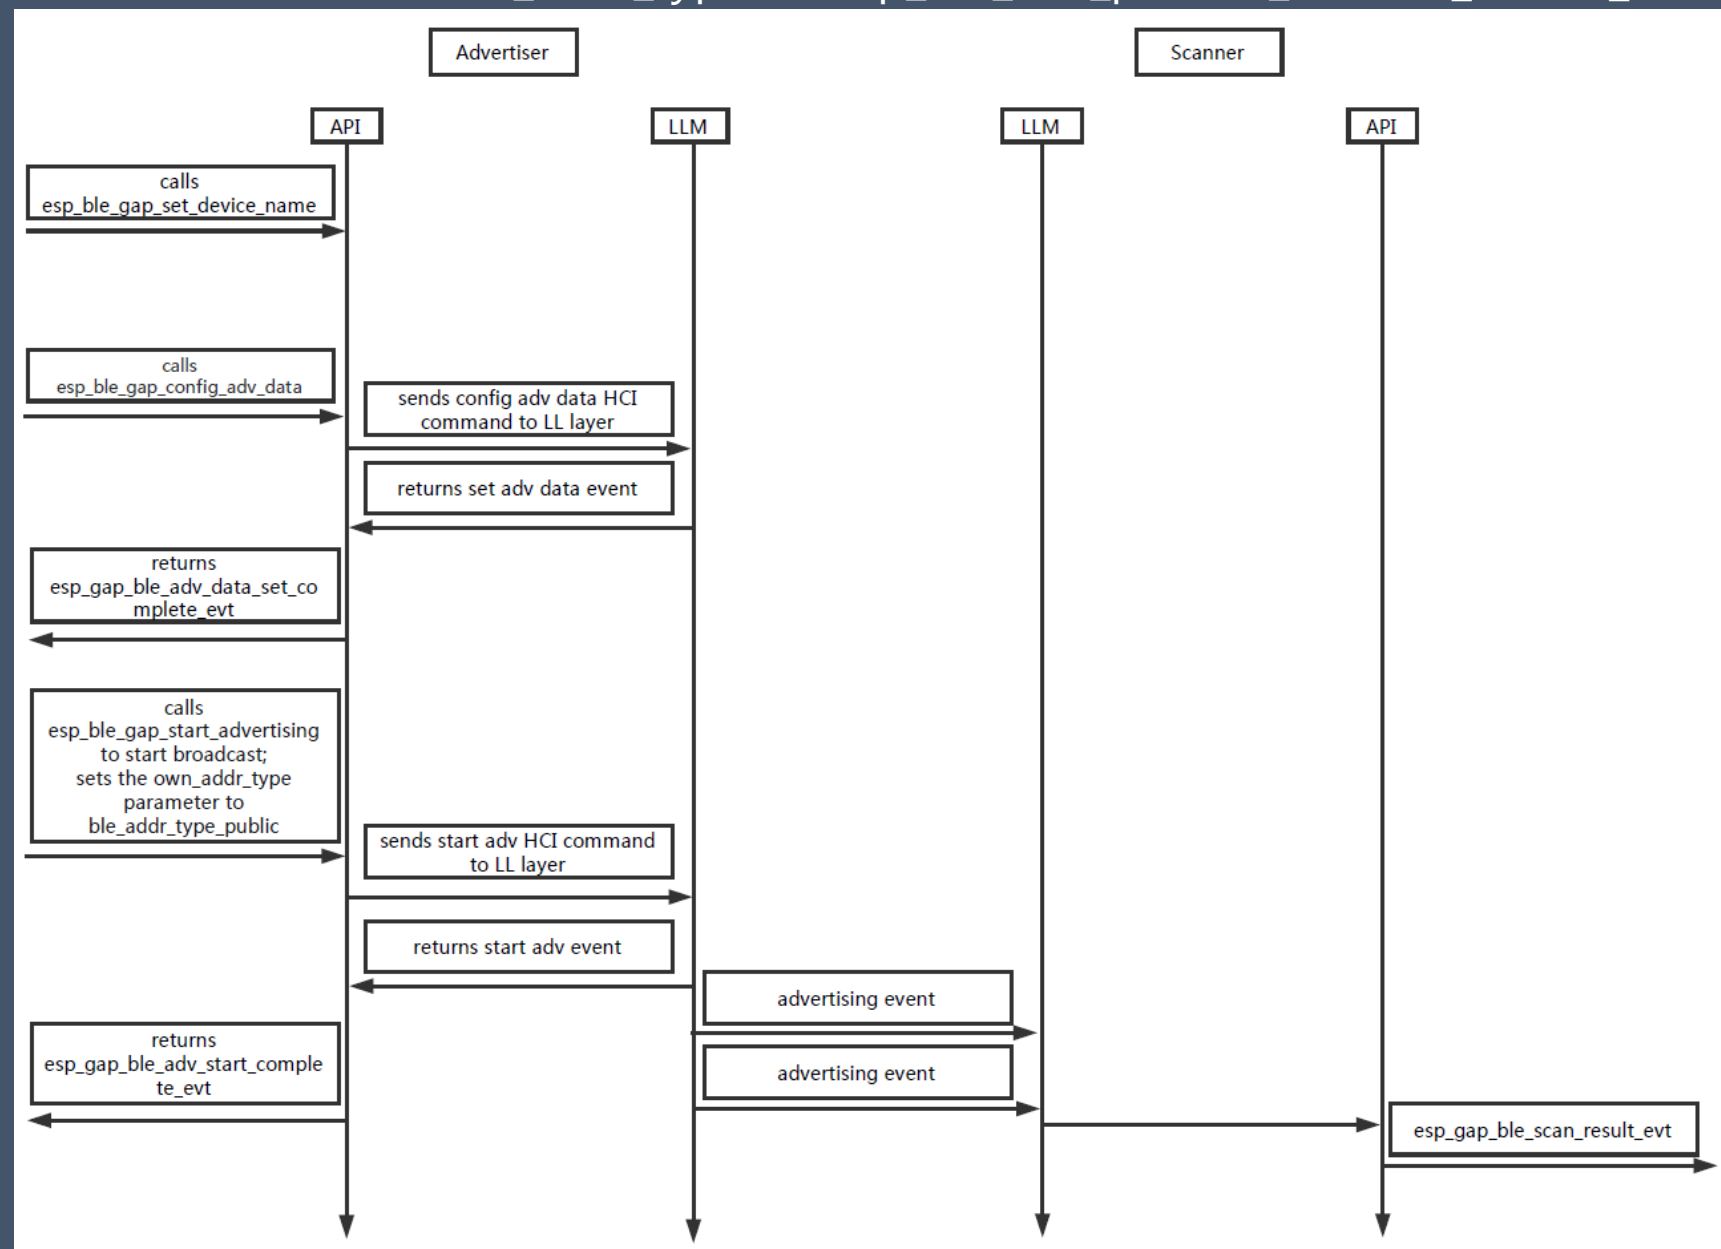 Advertiser
Scanner
API
LLM
LLM
API
calls
esp_ble_gap_set_device_name
calls
esp_ble_gap_config_adv_data
sends config adv data HCI
command to LL layer
returns set adv data event
returns
esp_gap_ble_adv_data_set_co
mplete_evt
calls
esp_ble_gap_start_advertising
to start broadcast;
sets the own_addr_type
parameter to
ble_addr_type_public
sends start adv HCI command
to LL layer
returns start adv event
advertising event
returns
esp_gap_ble_adv_start_comple
te_evt
advertising event
esp_gap_ble_scan_result_evt